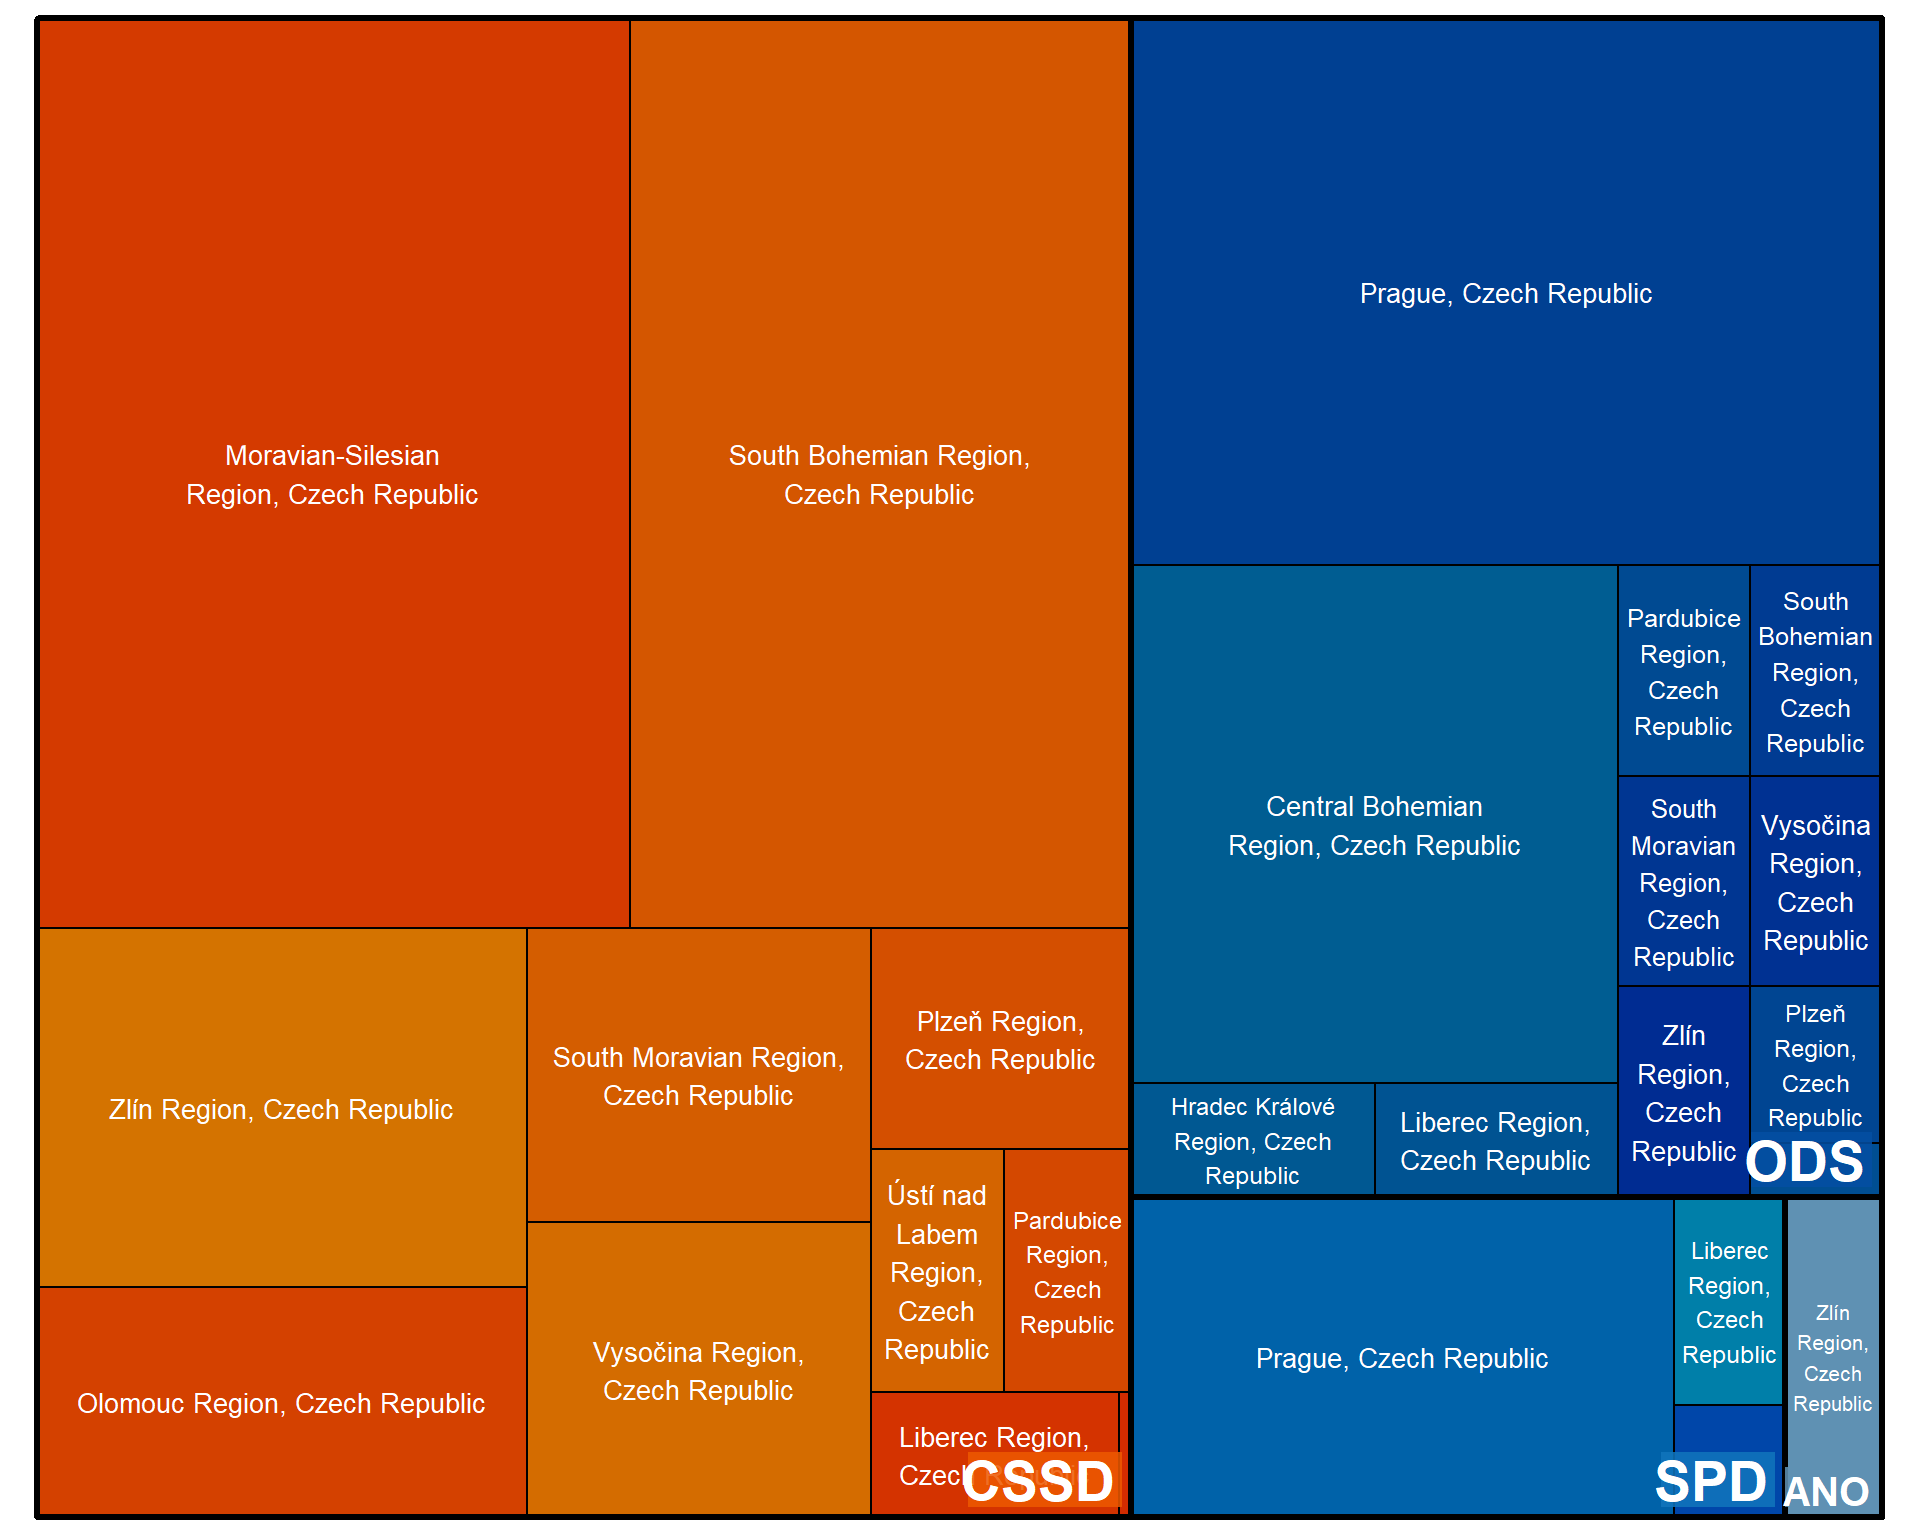 Moravian-Silesian
Region, Czech Republic
South Bohemian Region,
Czech Republic
Zlín Region, Czech Republic
Olomouc Region, Czech Republic
South Moravian Region,
Czech Republic
Vysočina Region,
Czech Republic
Plzeň Region,
Czech Republic
Ústí nad
Labem
Region,
Czech
Republic
Pardubice
Region,
Czech
Republic
Liberec Region,
CSSD
Prague, Czech Republic
Central Bohemian
Region, Czech Republic
Hradec Králové
Region, Czech
Republic
Liberec Region,
Czech Republic
Pardubice
Region,
Czech
Republic
South
Bohemian
Region,
Czech
Republic
South
Moravian
Region,
Czech
Republic
Vysočina
Region,
Czech
Republic
Zlín
Region,
Czech
Republic
Plzeň
Region,
Czech
Republic
ODS
Prague, Czech Republic
Liberec
Region,
Czech
Republic
SPD
Zlín
Region,
Czech
Republic
ANO